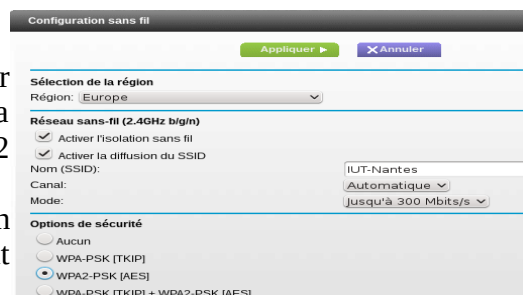 Configuration sans fil
Appliquer Annuler
Sélection de la région
Région: Europe
Réseau sans-fil (2.4GHz b/g/n)
Activer l'isolation sans fil
Activer la diffusion du SSID
Nom (SSID): IUT-Nantes
Canal: Automatique
Mode: Jusqu'à 300 Mbits/s
Options de sécurité
Aucun
WPA-PSK [TKIP]
WPA2-PSK [AES]
WPA-PSK [TKIP] + WPA2-PSK [AES]